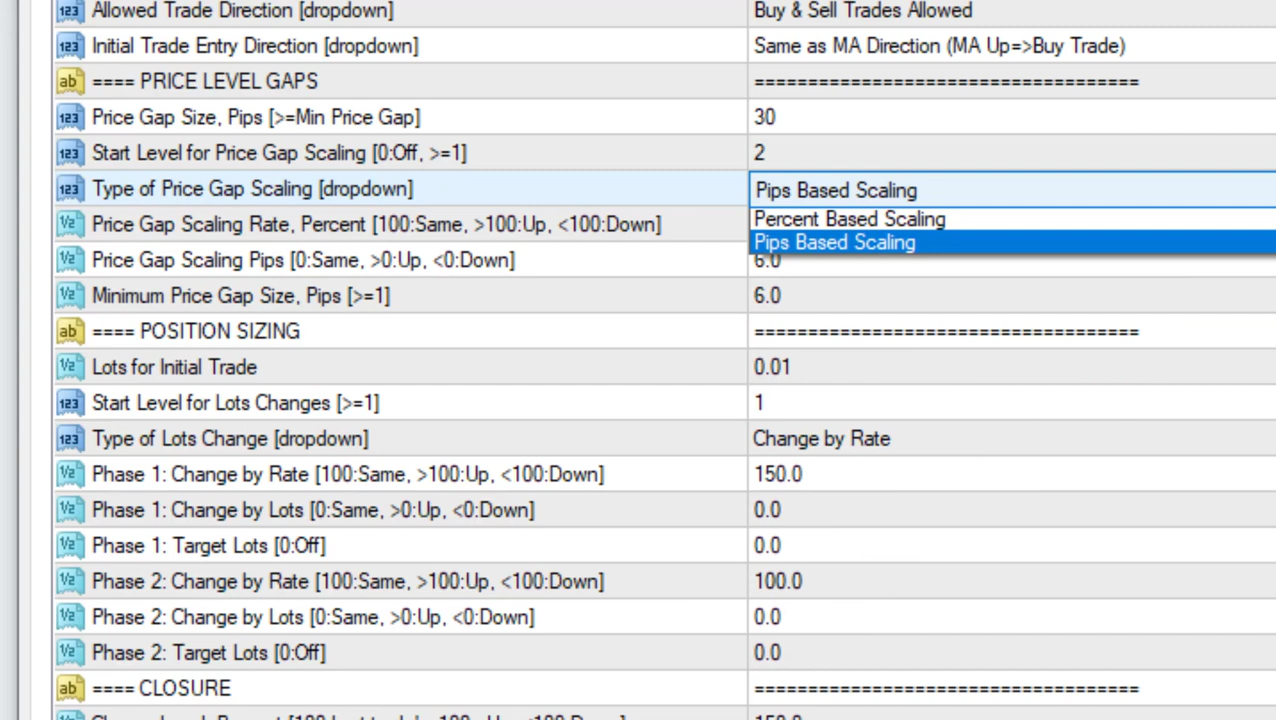 Allowed Trade Direction [dropdown] Buy & Sell Trades Allowed
Initial Trade Entry Direction [dropdown] Same as MA Direction (MA Up=>Buy Trade)
==== PRICE LEVEL GAPS ===================================
Price Gap Size, Pips [>=Min Price Gap] 30
Start Level for Price Gap Scaling [0:Off, >=1] 2
Type of Price Gap Scaling [dropdown] Pips Based Scaling
Price Gap Scaling Rate, Percent [100:Same, >100:Up, <100:Down] Percent Based Scaling
Pips Based Scaling
Price Gap Scaling Pips [0:Same, >0:Up, <0:Down] 6.0
Minimum Price Gap Size, Pips [>=1] 6.0
==== POSITION SIZING ===================================
Lots for Initial Trade 0.01
Start Level for Lots Changes [>=1] 1
Type of Lots Change [dropdown] Change by Rate
Phase 1: Change by Rate [100:Same, >100:Up, <100:Down] 150.0
Phase 1: Change by Lots [0:Same, >0:Up, <0:Down] 0.0
Phase 1: Target Lots [0:Off] 0.0
Phase 2: Change by Rate [100:Same, >100:Up, <100:Down] 100.0
Phase 2: Change by Lots [0:Same, >0:Up, <0:Down] 0.0
Phase 2: Target Lots [0:Off] 0.0
==== CLOSURE ===================================